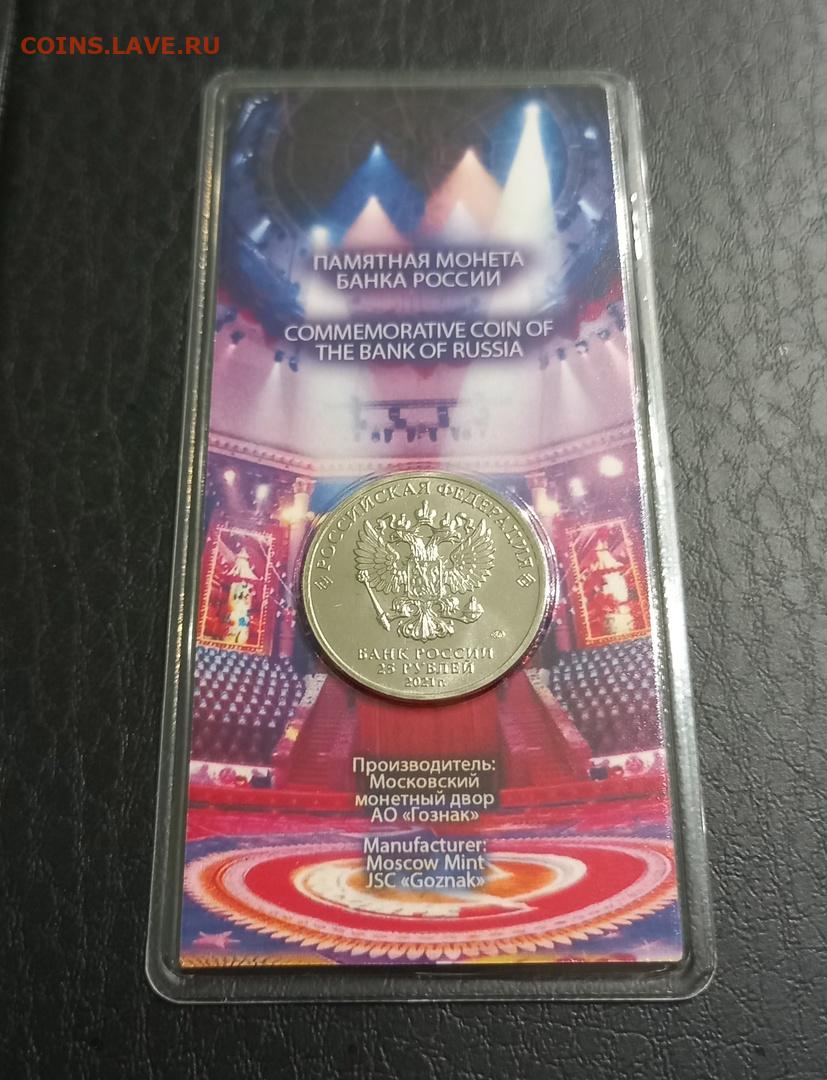 COINS.LAVE.RU
ПАМЯТНАЯ МОНЕТА
БАНКА РОССИИ
COMMEMORATIVE COIN OF
THE BANK OF RUSSIA
РОССИЙСКАЯ ФЕДЕРАЦИЯ
БАНК РОССИИ
25 РУБЛЕЙ
2021 г.
Производитель:
Московский
монетный двор
АО «Гознак»
Manufacturer:
Moscow Mint
JSC «Goznak»